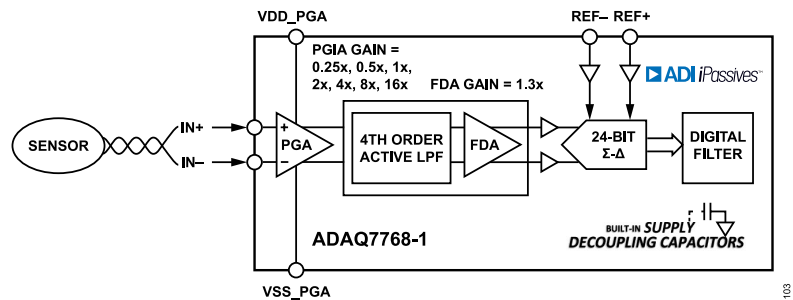 VDD_PGA
REF– REF+
PGIA GAIN =
0.25x, 0.5x, 1x,
2x, 4x, 8x, 16x
FDA GAIN = 1.3x
ADI iPassives™
SENSOR
IN+
IN–
+
PGA
–
4TH ORDER
ACTIVE LPF
FDA
24-BIT
Σ-Δ
DIGITAL
FILTER
ADAQ7768-1
BUILT-IN SUPPLY
DECOUPLING CAPACITORS
VSS_PGA
103